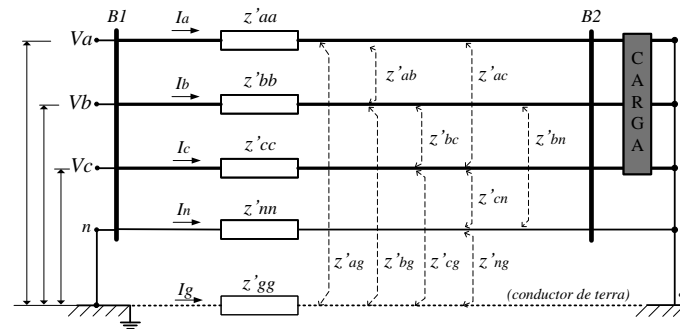 B1
Ia
z'aa
B2
Va
z'ab
z'ac
Ib
z'bb
Vb
z'bc
z'bn
Ic
z'cc
Vc
z'cn
In
z'nn
n
z'ag
z'bg
z'cg
z'ng
Ig
z'gg
(conductor de terra)
CARGA